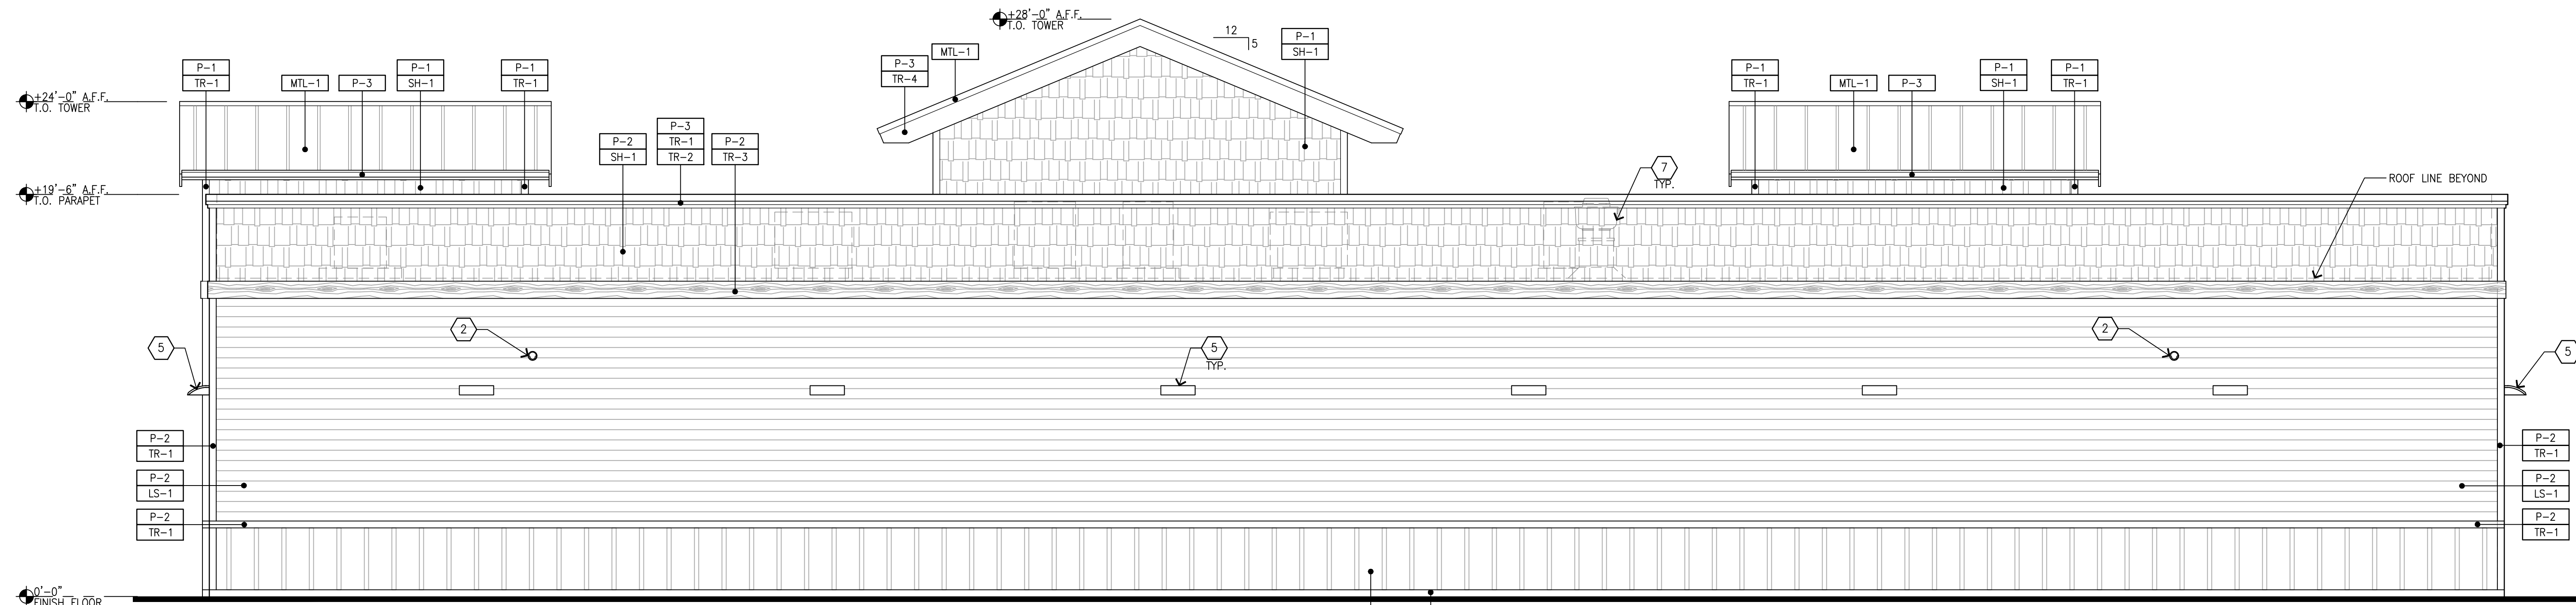 +28'-0" A.F.F.
T.O. TOWER
12
5
P-1
SH-1
MTL-1
P-3
TR-4
P-1
TR-1
MTL-1
P-3
P-1
SH-1
P-1
TR-1
P-1
TR-1
MTL-1
P-3
P-1
SH-1
P-1
TR-1
+24'-0" A.F.F.
T.O. TOWER
P-2
SH-1
P-3
TR-1
TR-2
P-2
TR-3
7
TYP.
ROOF LINE BEYOND
+19'-6" A.F.F.
T.O. PARAPET
2
2
5
5
TYP.
5
P-2
TR-1
P-2
TR-1
P-2
LS-1
P-2
LS-1
P-2
TR-1
P-2
TR-1
0'-0"
FINISH FLOOR